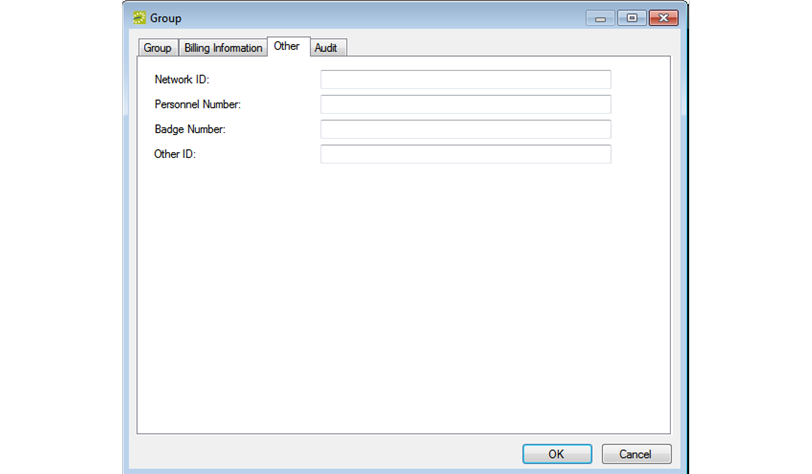 Group
Group Billing Information Other Audit
Network ID:
Personnel Number:
Badge Number:
Other ID:
OK Cancel